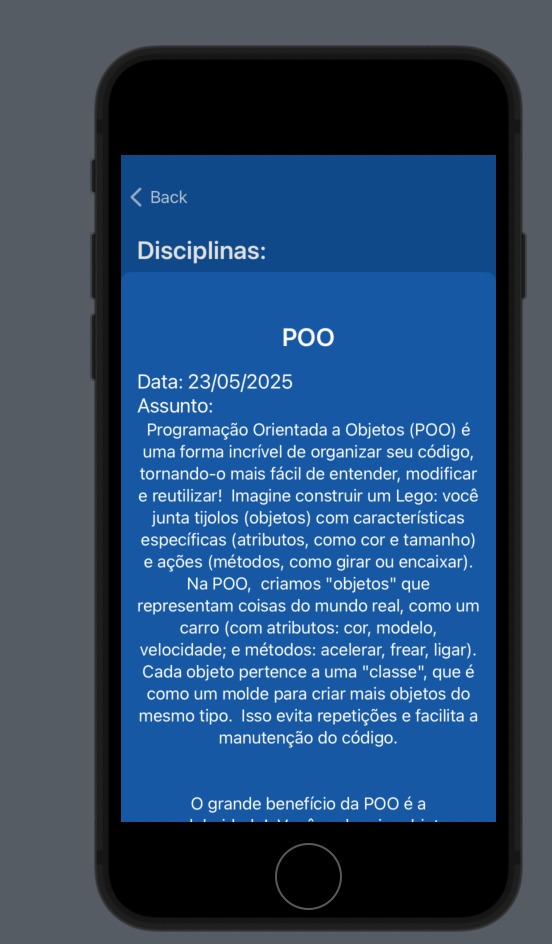 Back
Disciplinas:
POO
Data: 23/05/2025
Assunto:
Programação Orientada a Objetos (POO) é
uma forma incrível de organizar seu código,
tornando-o mais fácil de entender, modificar
e reutilizar!  Imagine construir um Lego: você
junta tijolos (objetos) com características
específicas (atributos, como cor e tamanho)
e ações (métodos, como girar ou encaixar).
Na POO,  criamos "objetos" que
representam coisas do mundo real, como um
carro (com atributos: cor, modelo,
velocidade; e métodos: acelerar, frear, ligar).
Cada objeto pertence a uma "classe", que é
como um molde para criar mais objetos do
mesmo tipo.  Isso evita repetições e facilita a
manutenção do código.
O grande benefício da POO é a